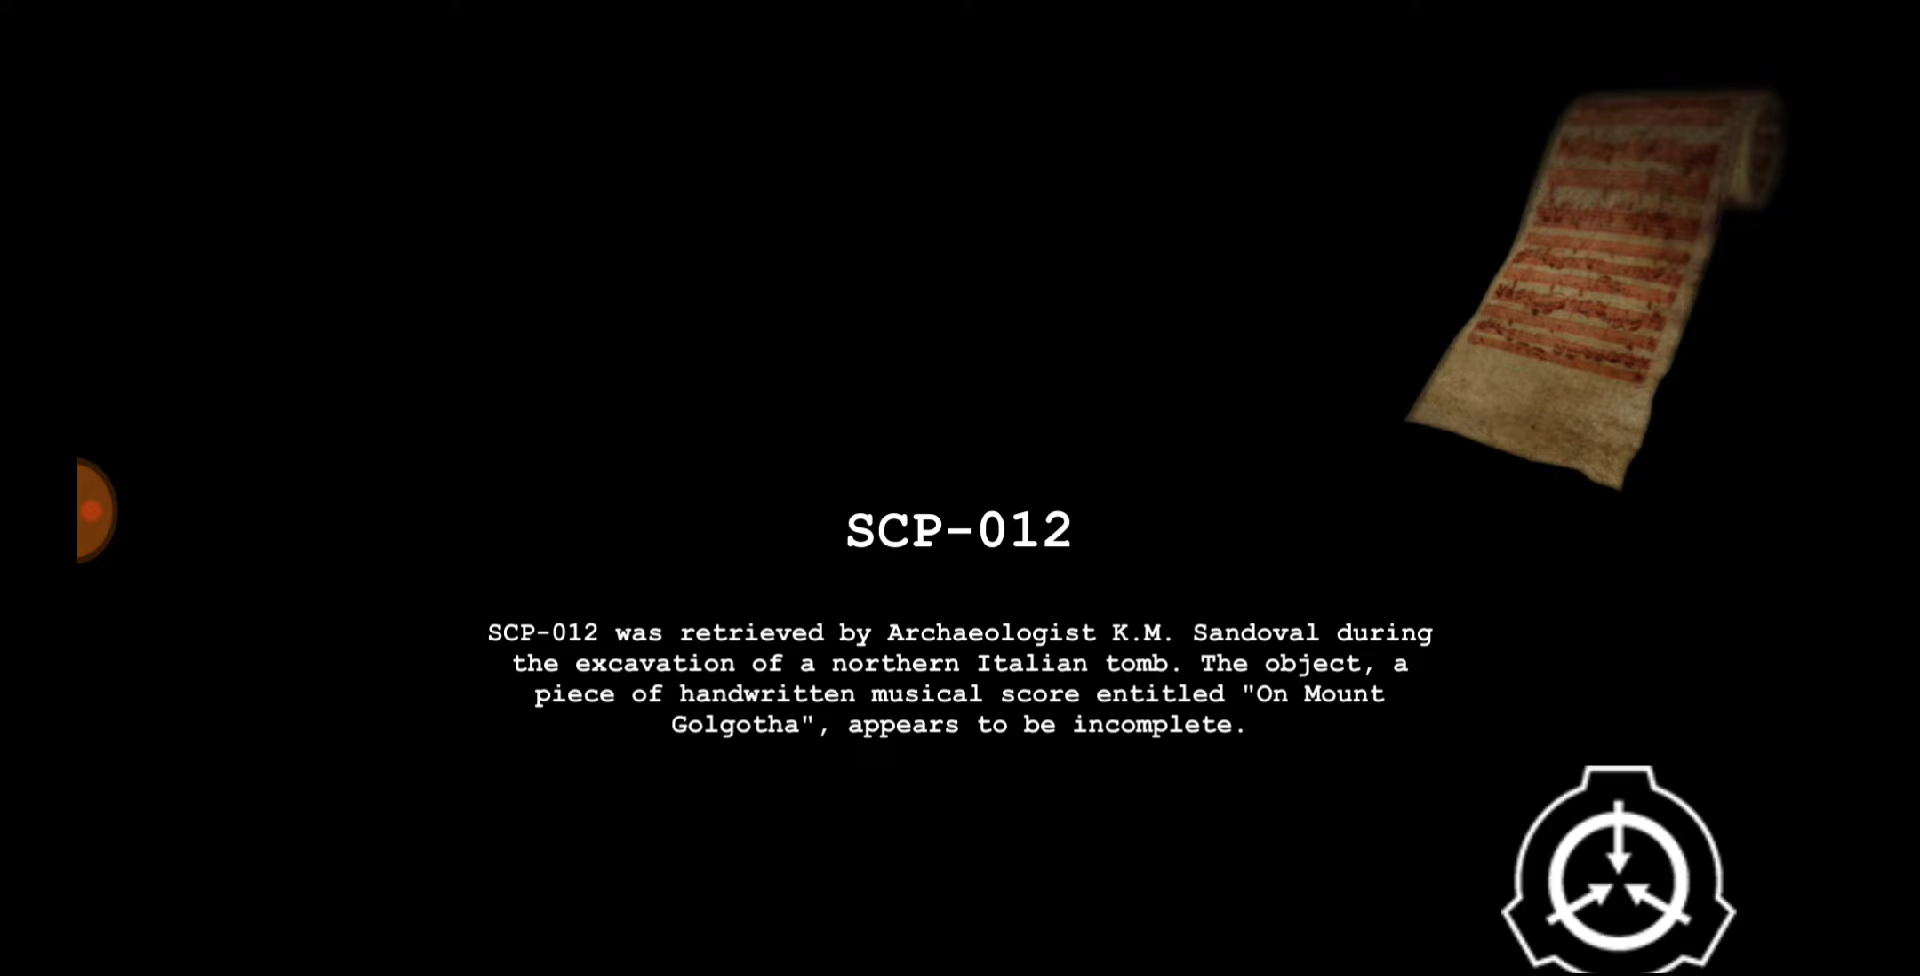 SCP-012
SCP-012 was retrieved by Archaeologist K.M. Sandoval during
the excavation of a northern Italian tomb. The object, a
piece of handwritten musical score entitled "On Mount
Golgotha", appears to be incomplete.